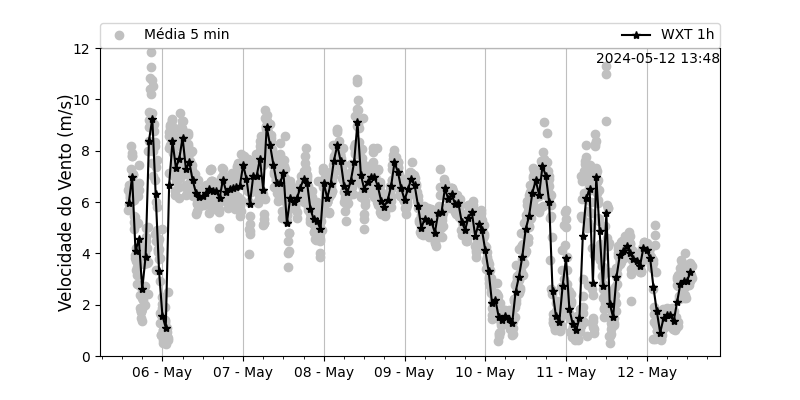 Média 5 min
WXT 1h
2024-05-12 13:48
Velocidade do Vento (m/s)
12
10
8
6
4
2
0
06 - May
07 - May
08 - May
09 - May
10 - May
11 - May
12 - May